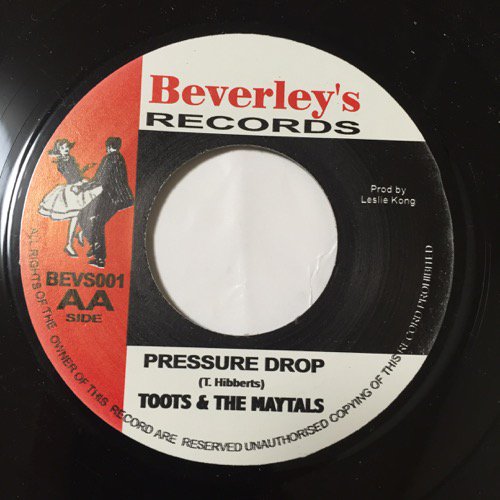 Beverley's
RECORDS
Prod by
Leslie Kong
BEVS001
AA
SIDE
PRESSURE DROP
(T. Hibberts)
TOOTS & THE MAYTALS
ALL RIGHTS OF THE OWNER OF THIS RECORD ARE RESERVED UNAUTHORISED COPYING OF THIS RECORD PROHIBITED